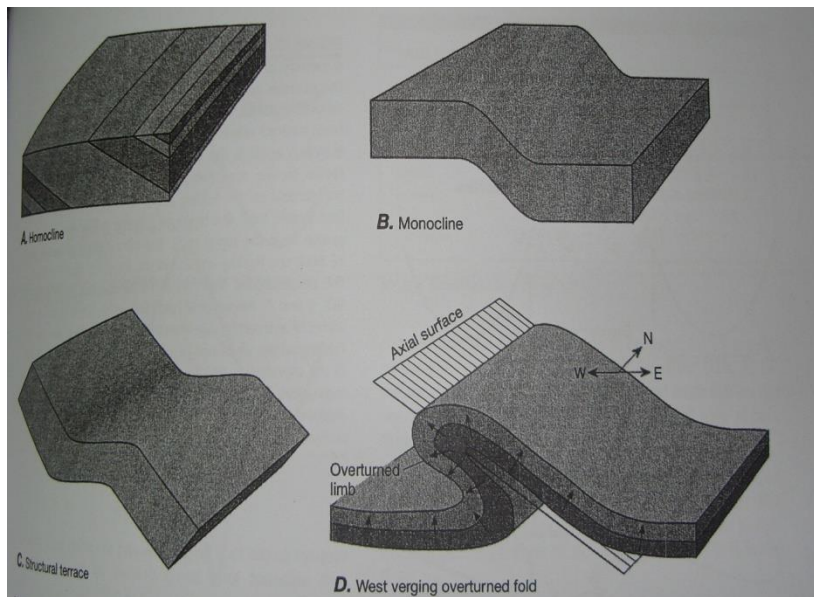 A. Homocline
B. Monocline
C. Structural terrace
Axial surface
N
W E
Overturned
limb
D. West verging overturned fold